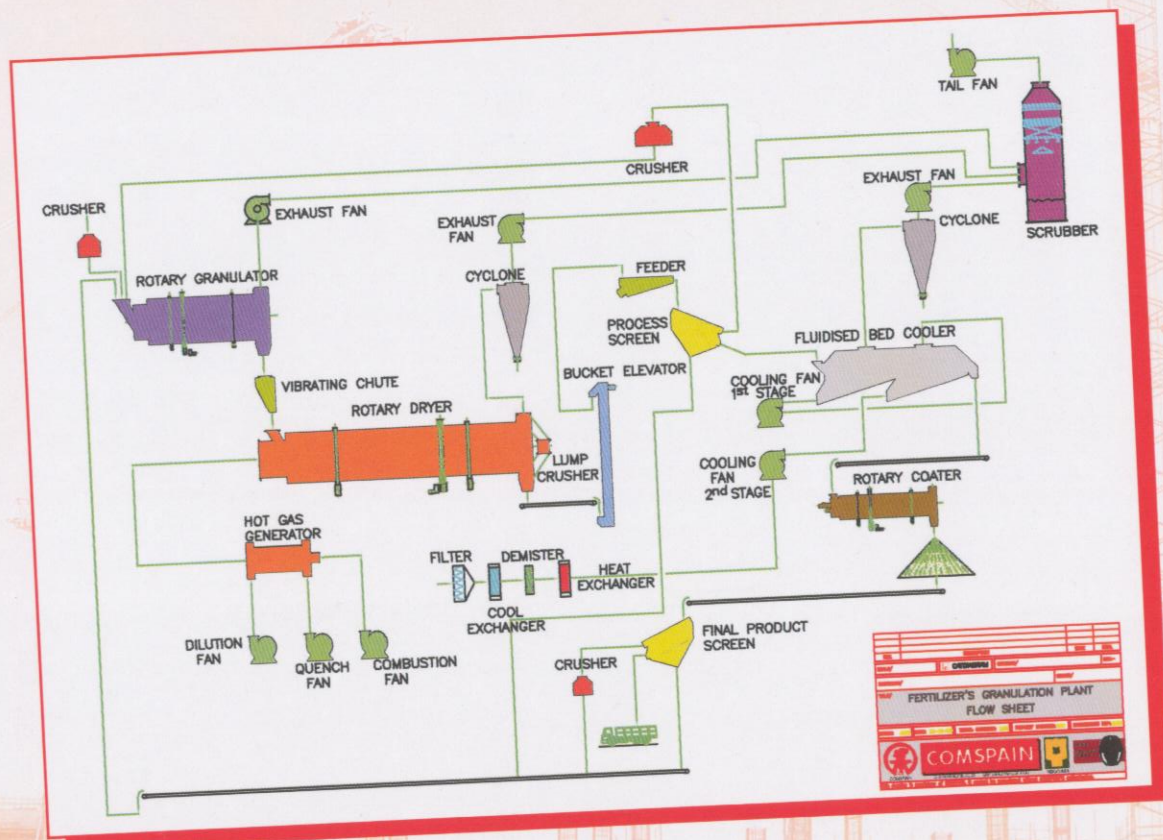 TAIL FAN
CRUSHER
EXHAUST FAN
CRUSHER
EXHAUST FAN
EXHAUST
FAN
CYCLONE
SCRUBBER
ROTARY GRANULATOR
CYCLONE
FEEDER
PROCESS
SCREEN
FLUIDISED BED COOLER
VIBRATING CHUTE
BUCKET ELEVATOR
COOLING FAN
1st STAGE
ROTARY DRYER
LUMP
CRUSHER
COOLING
FAN
2nd STAGE
ROTARY COATER
HOT GAS
GENERATOR
FILTER
DEMISTER
HEAT
EXCHANGER
COOL
EXCHANGER
DILUTION
FAN
QUENCH
FAN
COMBUSTION
FAN
FINAL PRODUCT
SCREEN
CRUSHER
FERTILIZER'S GRANULATION PLANT
FLOW SHEET
COMSPAIN